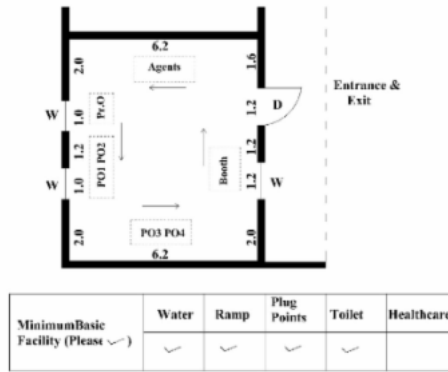 6.2
2.0
Agents
1.6
Entrance &
Exit
W
1.0
Pr.O
1.2
D
1.2
PO1 PO2
1.2
W
1.0
Booth
1.2
W
2.0
PO3 PO4
2.0
6.2
MinimumBasic
Facility (Please ✓)
Water
Ramp
Plug
Points
Toilet
Healthcare
✓ ✓ ✓ ✓